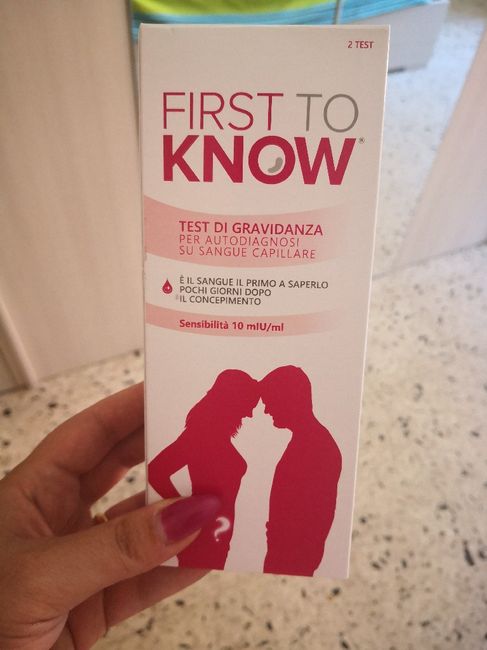 2 TEST
FIRST TO
KNOW®
TEST DI GRAVIDANZA
PER AUTODIAGNOSI
SU SANGUE CAPILLARE
È IL SANGUE IL PRIMO A SAPERLO
POCHI GIORNI DOPO
IL CONCEPIMENTO
Sensibilità 10 mIU/ml
?